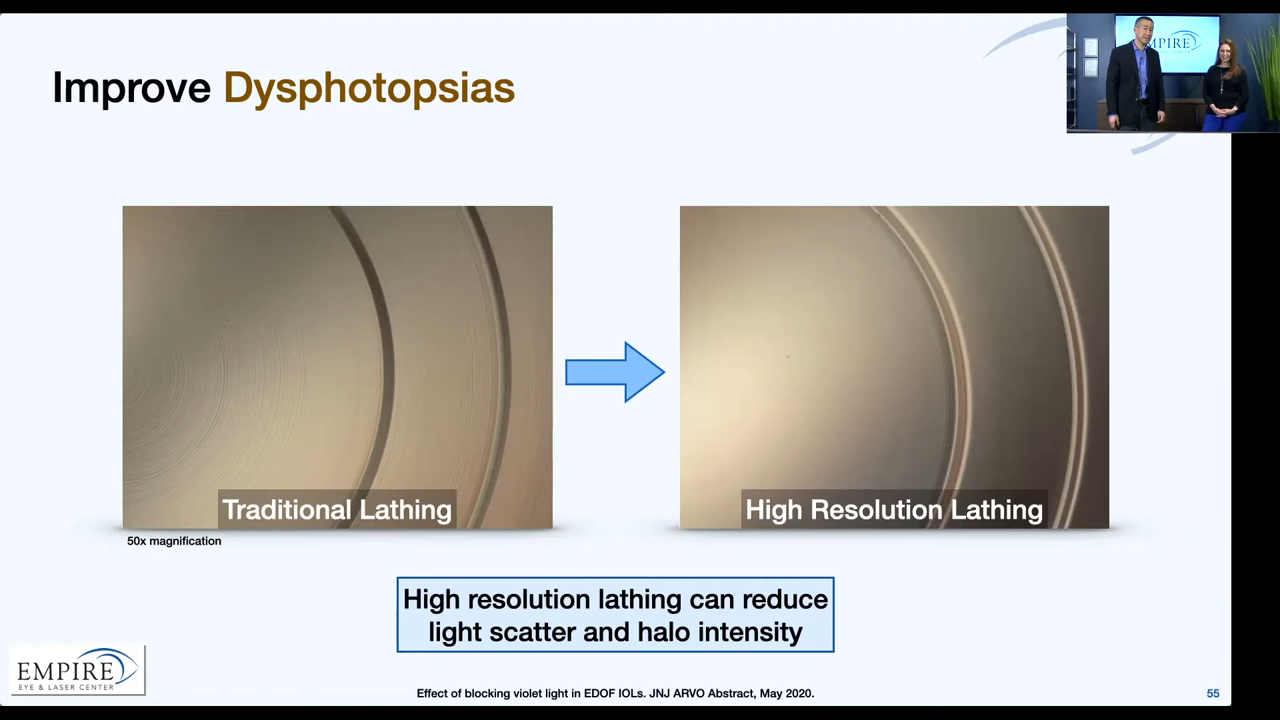 Improve Dysphotopsias
EMPIRE
Traditional Lathing
High Resolution Lathing
50x magnification
High resolution lathing can reduce
light scatter and halo intensity
EMPIRE
EYE & LASER CENTER
Effect of blocking violet light in EDOF IOLs. JNJ ARVO Abstract, May 2020.
55